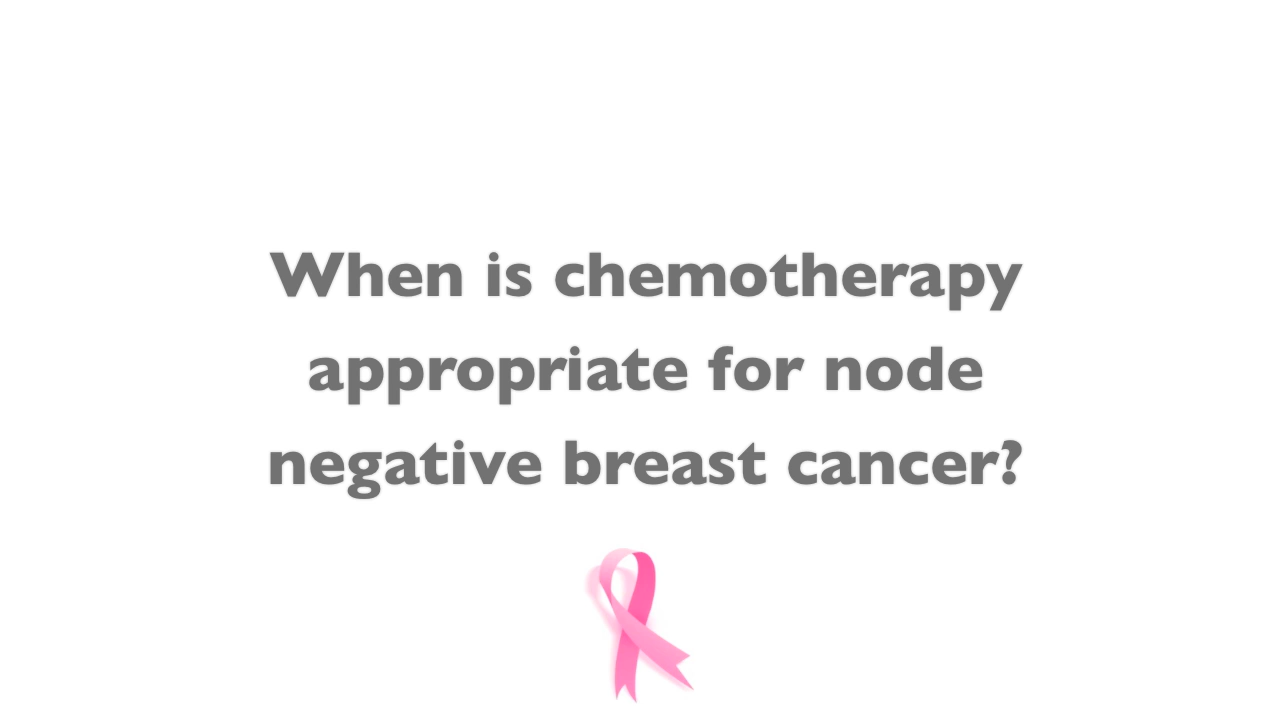 When is chemotherapy
appropriate for node
negative breast cancer?